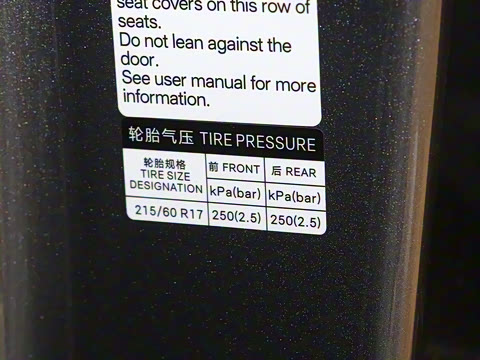 seat covers on this row of
seats.
Do not lean against the
door.
See user manual for more
information.
轮胎气压 TIRE PRESSURE
轮胎规格
TIRE SIZE
DESIGNATION
前 FRONT
后 REAR
kPa(bar)
kPa(bar)
215/60 R17
250(2.5)
250(2.5)